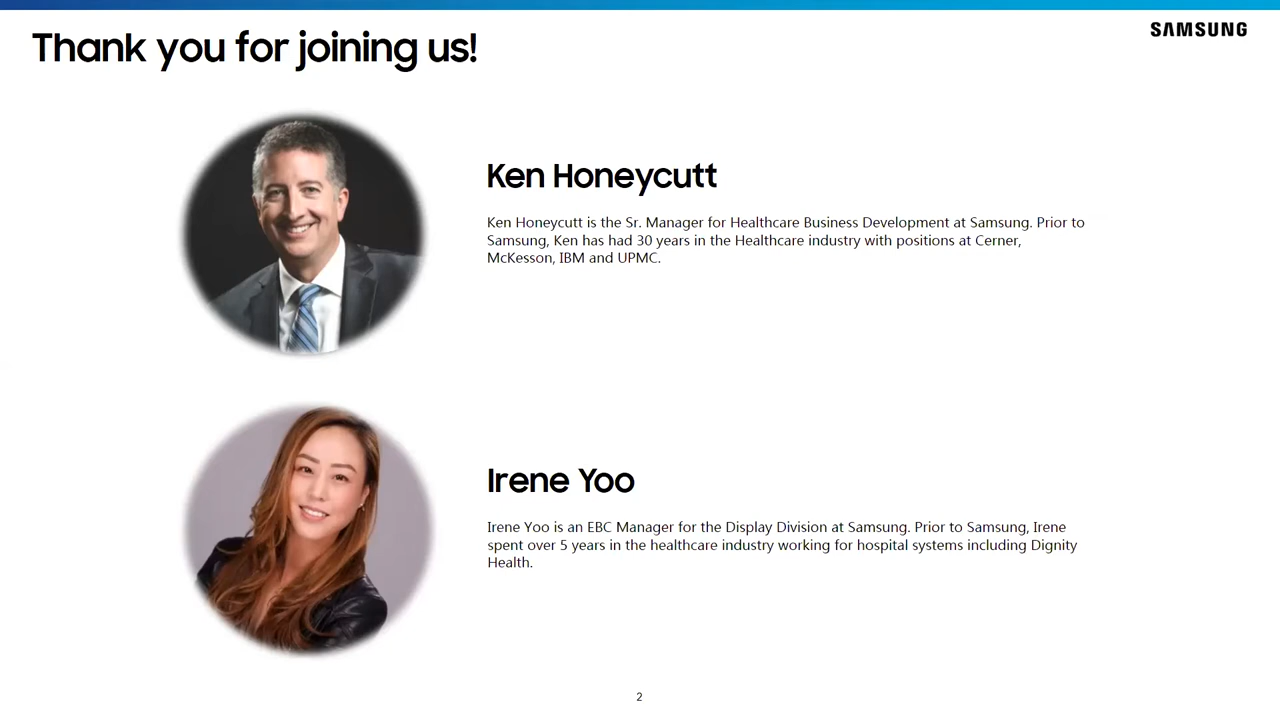 Thank you for joining us!
SAMSUNG
Ken Honeycutt
Ken Honeycutt is the Sr. Manager for Healthcare Business Development at Samsung. Prior to
Samsung, Ken has had 30 years in the Healthcare industry with positions at Cerner,
McKesson, IBM and UPMC.
Irene Yoo
Irene Yoo is an EBC Manager for the Display Division at Samsung. Prior to Samsung, Irene
spent over 5 years in the healthcare industry working for hospital systems including Dignity
Health.
2